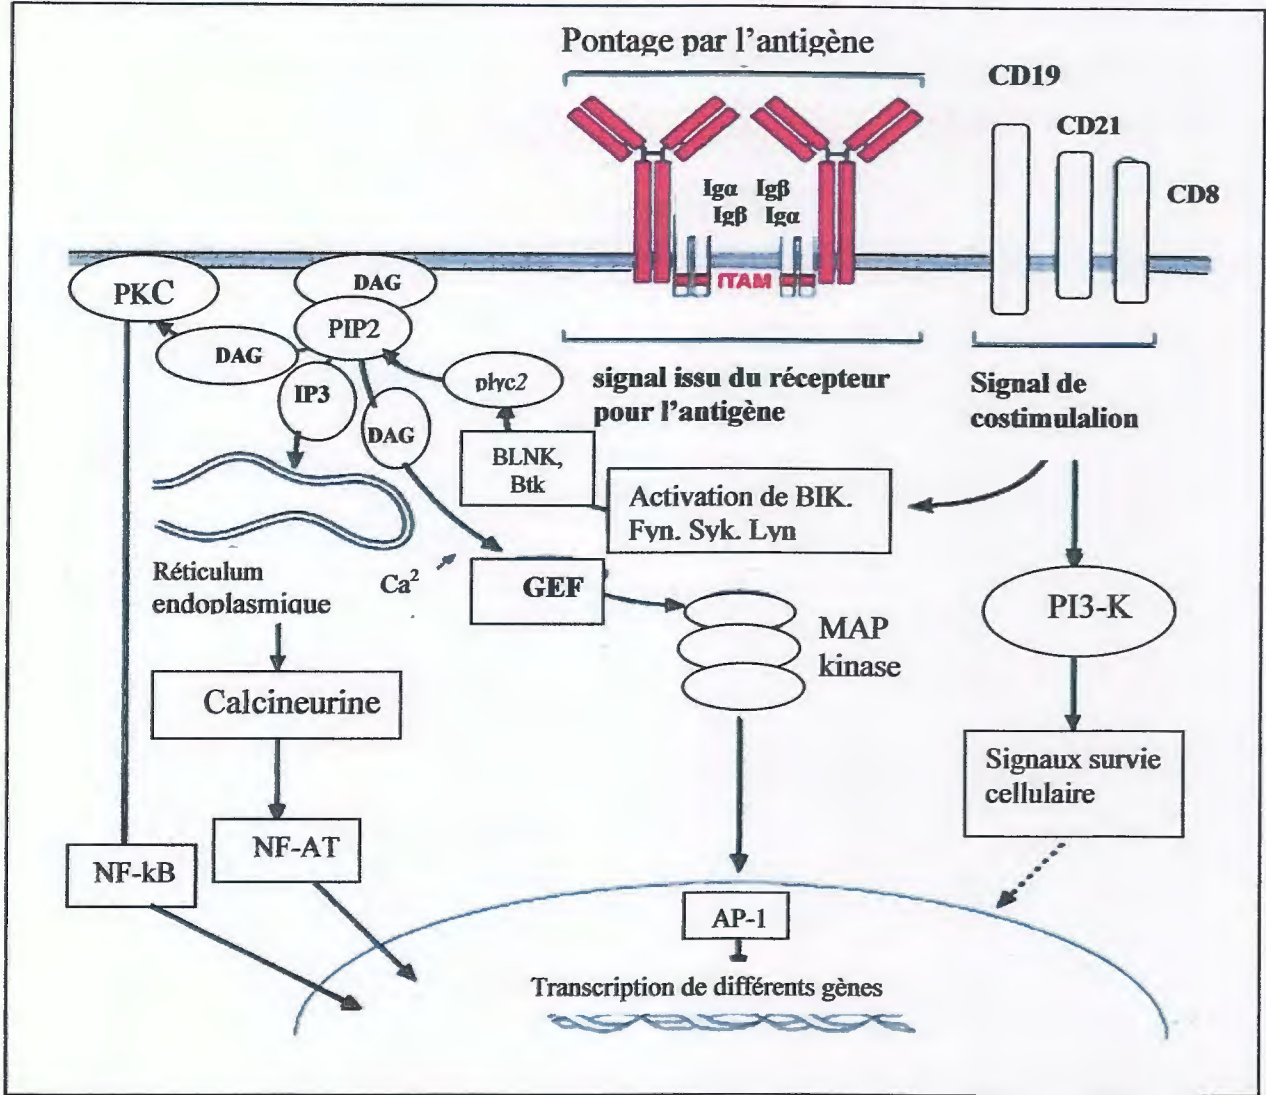 Pontage par l'antigène
CD19
CD21
CD8
Igα Igβ
Igβ Igα
ITAM
PKC
DAG
PIP2
DAG
IP3
DAG
plyc2
BLNK,
Btk
signal issu du récepteur
pour l'antigène
Signal de
costimulalion
Activation de BIK.
Fyn. Syk. Lyn
Réticulum
endoplasmique
Ca²
GEF
MAP
kinase
PI3-K
Calcineurine
Signaux survie
cellulaire
NF-kB
NF-AT
AP-1
Transcription de différents gènes